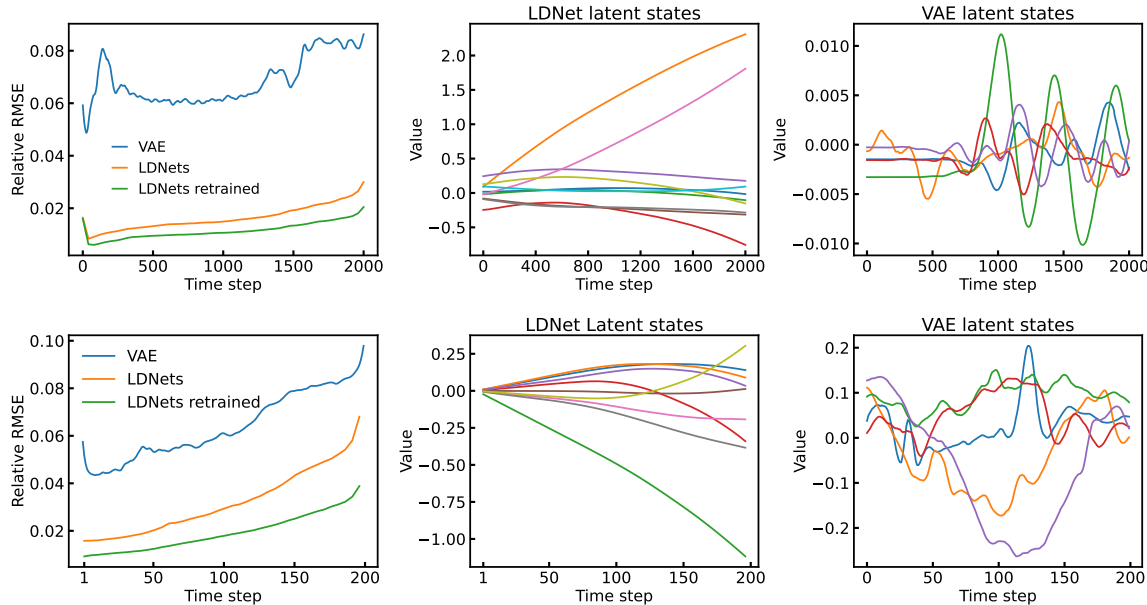 Relative RMSE
0.08
0.06
0.04
0.02
VAE
LDNets
LDNets retrained
0 500 1000 1500 2000
Time step
LDNet latent states
Value
2.0
1.5
1.0
0.5
0.0
−0.5
0 400 800 1200 1600 2000
Time step
VAE latent states
Value
0.010
0.005
0.000
−0.005
−0.010
0 500 1000 1500 2000
Time step
Relative RMSE
0.10
0.08
0.06
0.04
0.02
VAE
LDNets
LDNets retrained
1 50 100 150 200
Time step
LDNet Latent states
Value
0.25
0.00
−0.25
−0.50
−0.75
−1.00
1 50 100 150 200
Time step
VAE latent states
Value
0.2
0.1
0.0
−0.1
−0.2
0 50 100 150 200
Time step